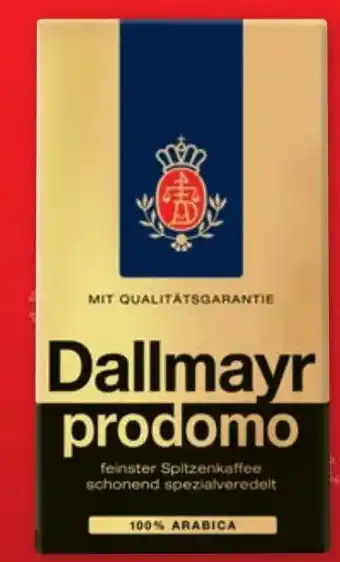 MIT QUALITÄTSGARANTIE
Dallmayr
prodomo
feinster Spitzenkaffee
schonend spezialveredelt
100% ARABICA